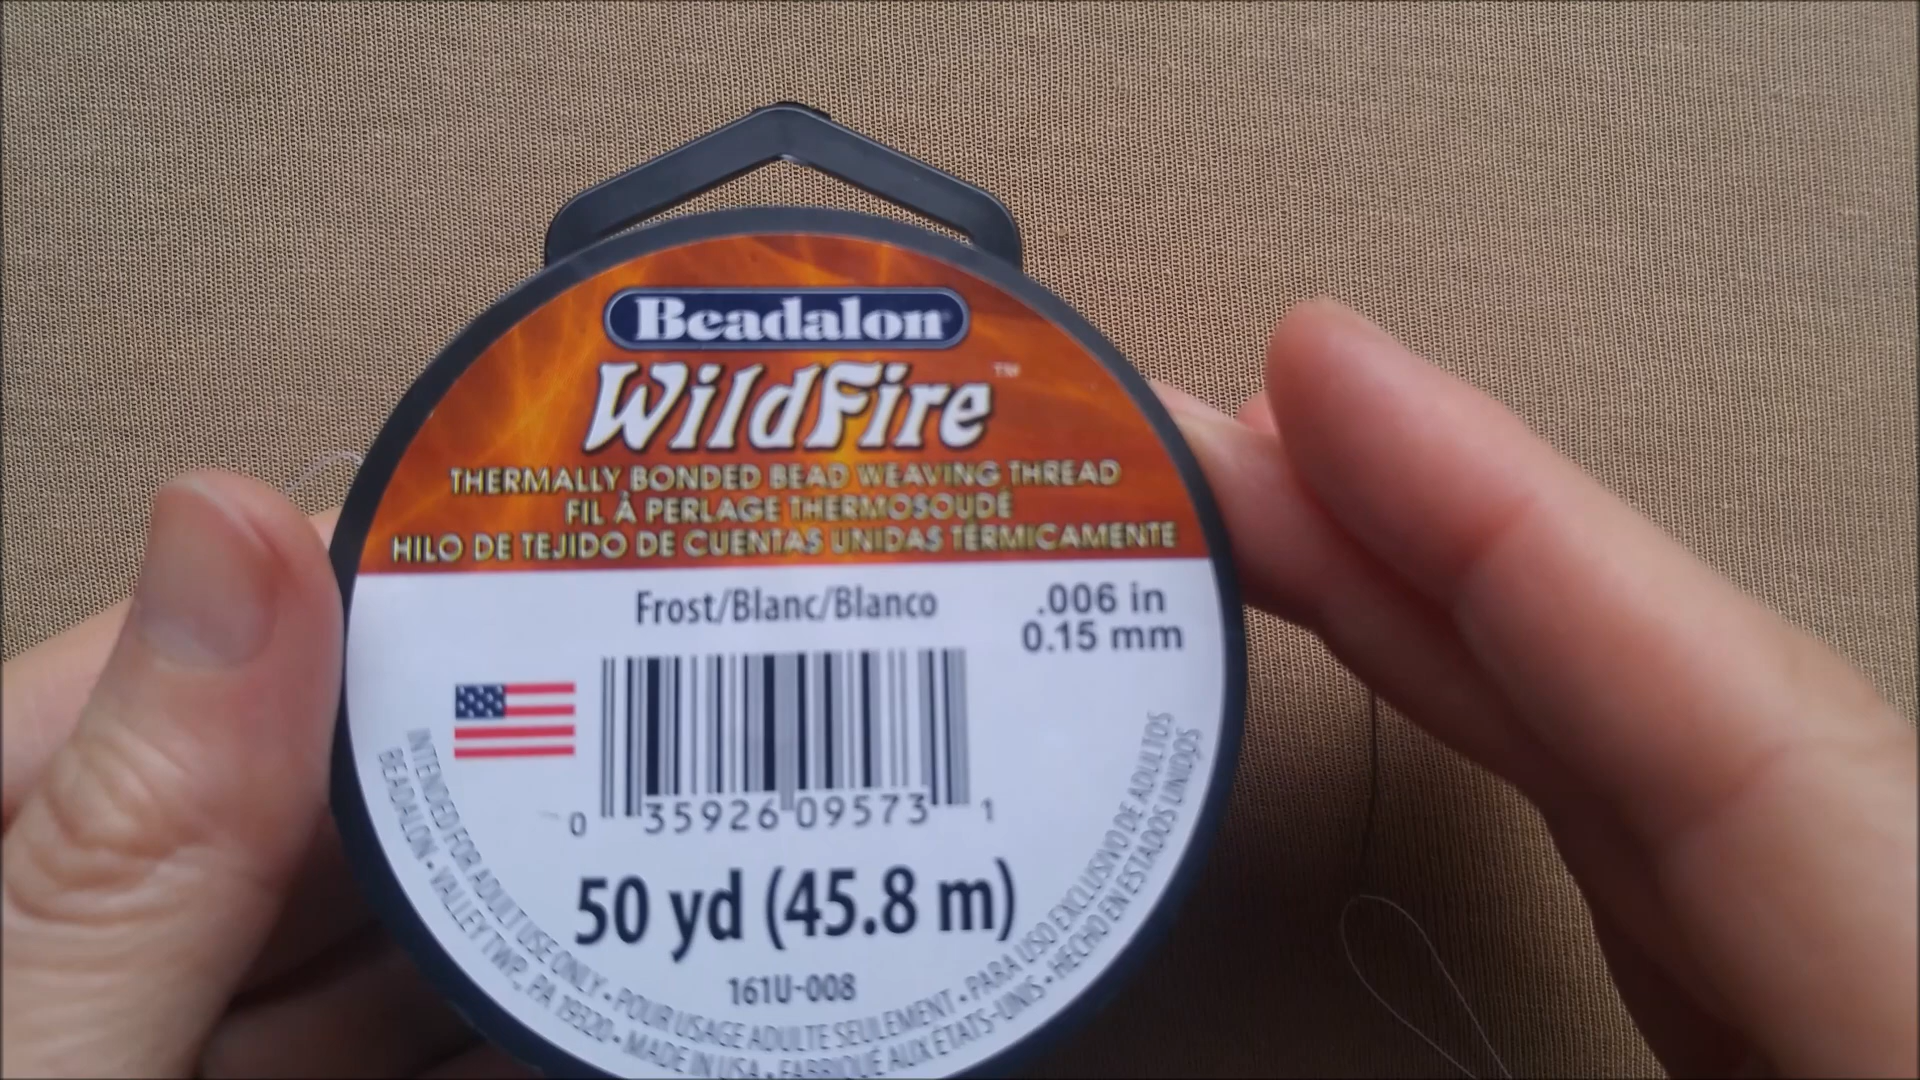 Beadalon
WildFire™
THERMALLY BONDED BEAD WEAVING THREAD
FIL À PERLAGE THERMOSOUDÉ
HILO DE TEJIDO DE CUENTAS UNIDAS TÉRMICAMENTE
Frost/Blanc/Blanco
.006 in
0.15 mm
0 35926 09573 1
50 yd (45.8 m)
161U-008
INTENDED FOR ADULT USE ONLY • POUR USAGE ADULTE SEULEMENT • PARA USO EXCLUSIVO DE ADULTOS
BEADALON • VALLEY TWP, PA 19320 • MADE IN USA • FABRIQUÉ AUX ÉTATS-UNIS • HECHO EN ESTADOS UNIDOS